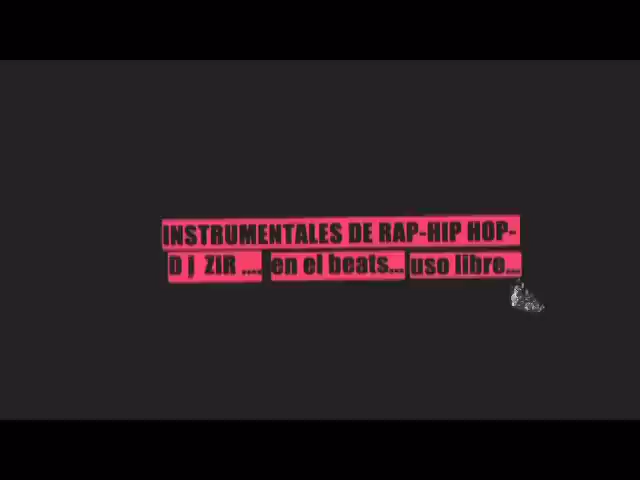 INSTRUMENTALES DE RAP-HIP HOP-
D j ZIR .... en el beats... uso libre...